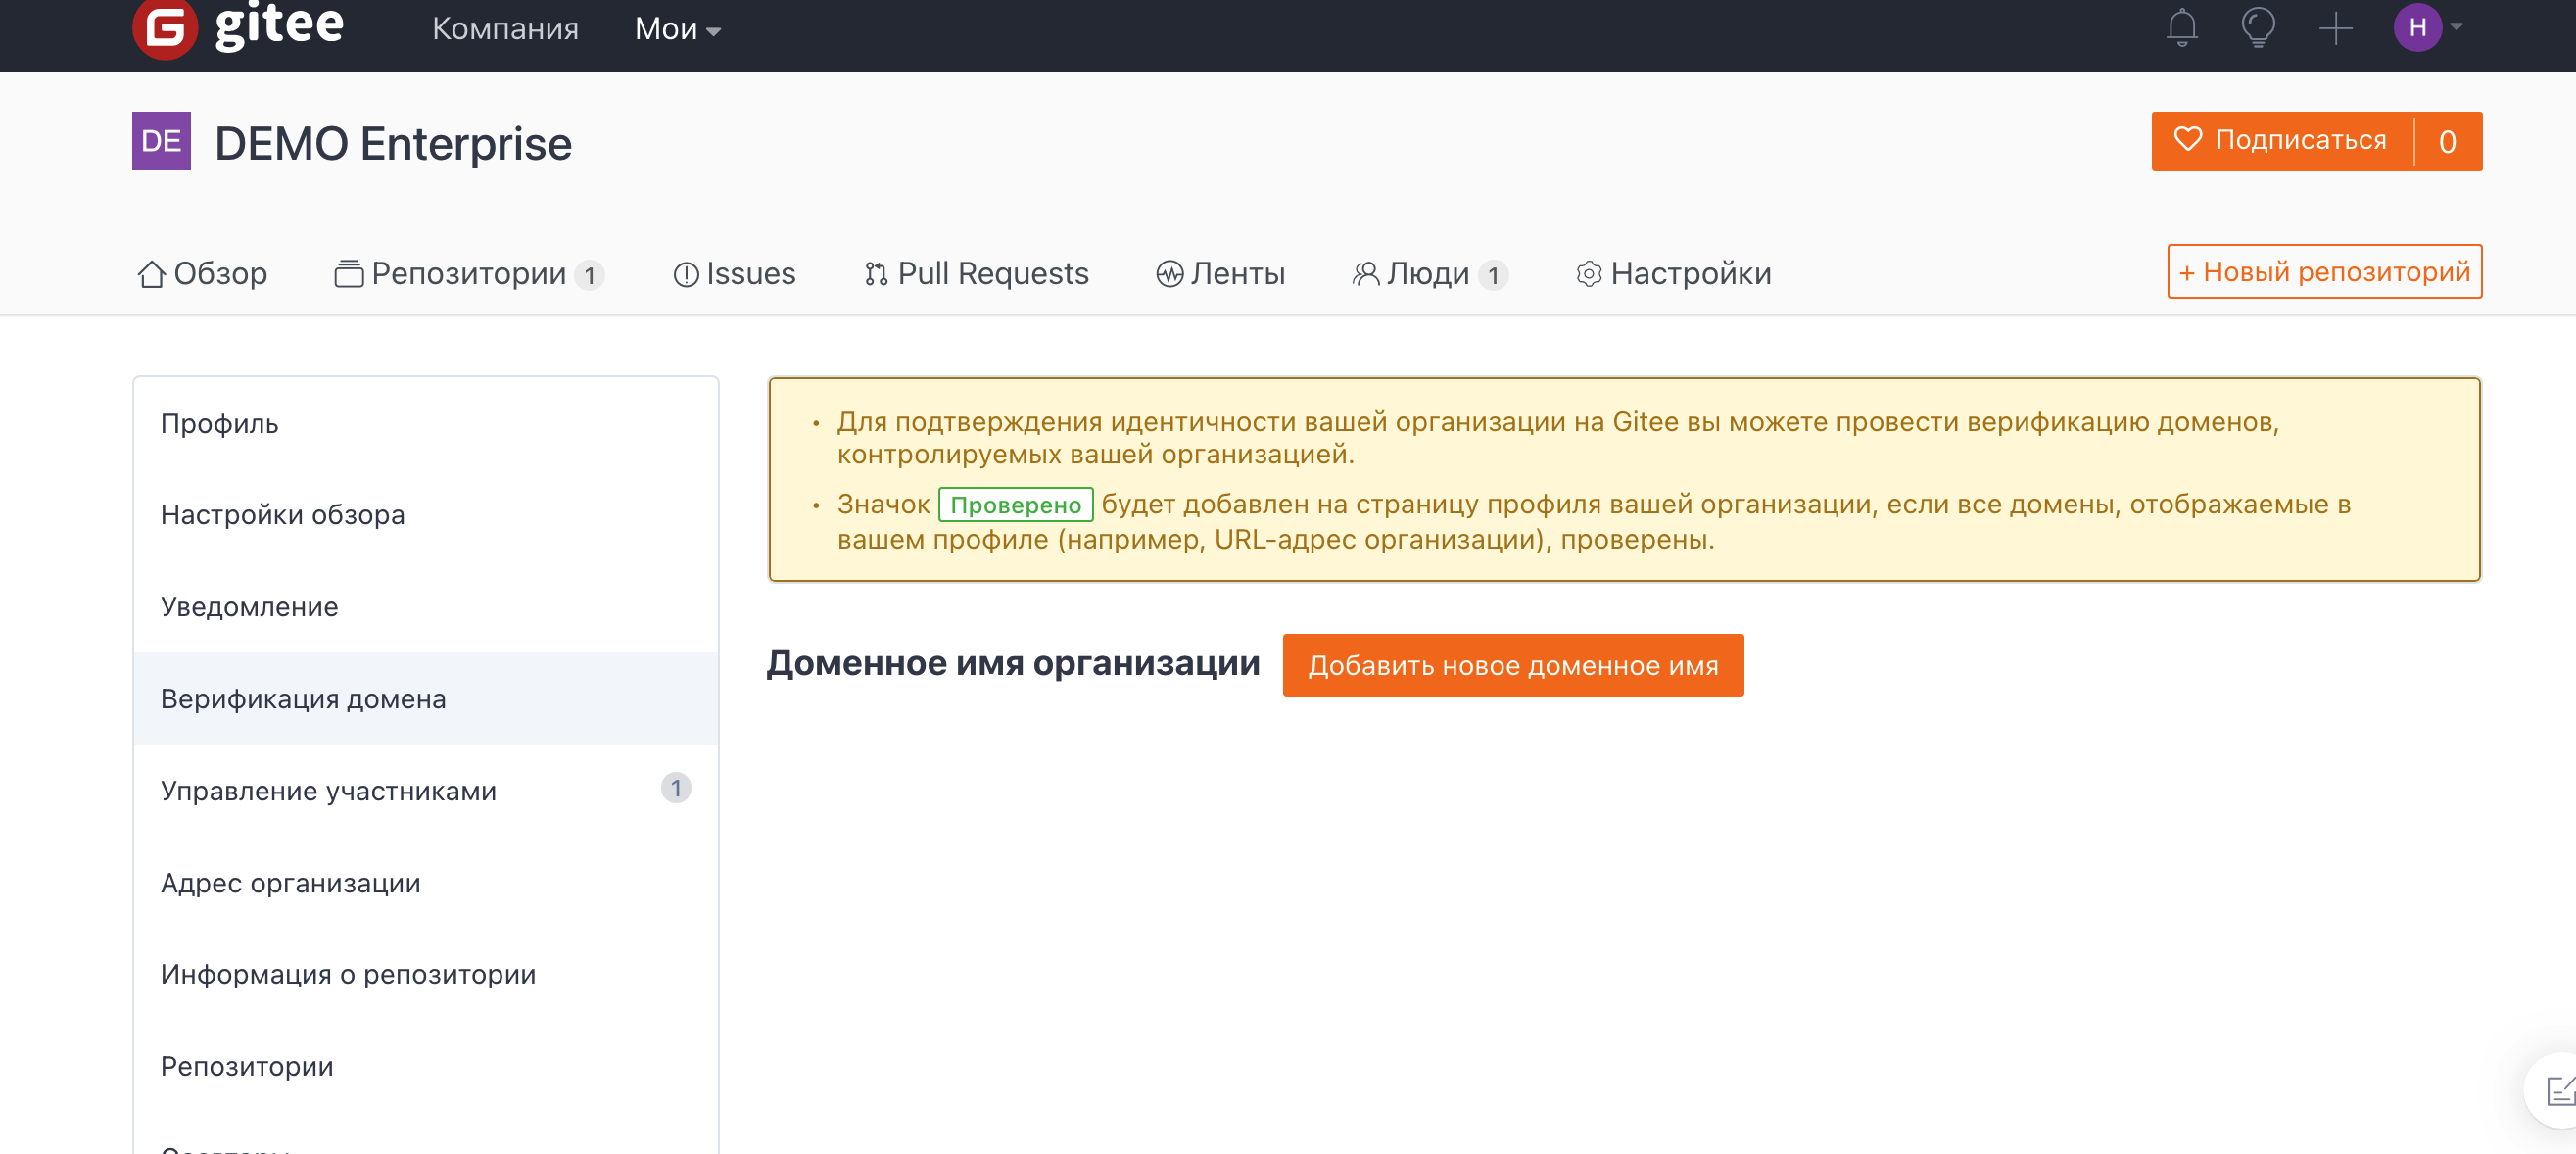 gitee Компания Мои H
DE DEMO Enterprise Подписаться 0
Обзор Репозитории 1 Issues Pull Requests Ленты Люди 1 Настройки + Новый репозиторий
Профиль
Настройки обзора
Уведомление
Верификация домена
Управление участниками 1
Адрес организации
Информация о репозитории
Репозитории
• Для подтверждения идентичности вашей организации на Gitee вы можете провести верификацию доменов,
контролируемых вашей организацией.
• Значок Проверено будет добавлен на страницу профиля вашей организации, если все домены, отображаемые в
вашем профиле (например, URL-адрес организации), проверены.
Доменное имя организации Добавить новое доменное имя